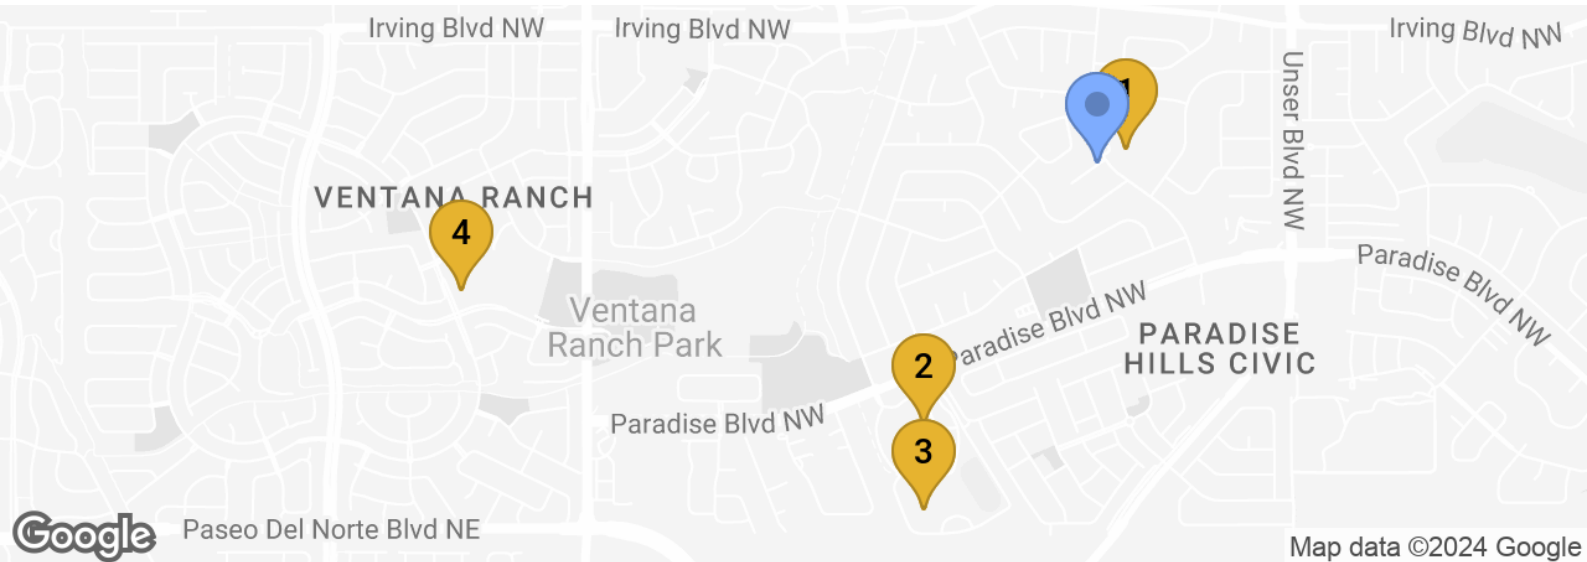 Irving Blvd NW
Irving Blvd NW
Irving Blvd NW
Unser Blvd NW
1
VENTANA RANCH
4
Paradise Blvd NW
Ventana
Ranch Park
Paradise Blvd NW
PARADISE
HILLS CIVIC
2
Paradise Blvd NW
3
Google
Paseo Del Norte Blvd NE
Map data ©2024 Google